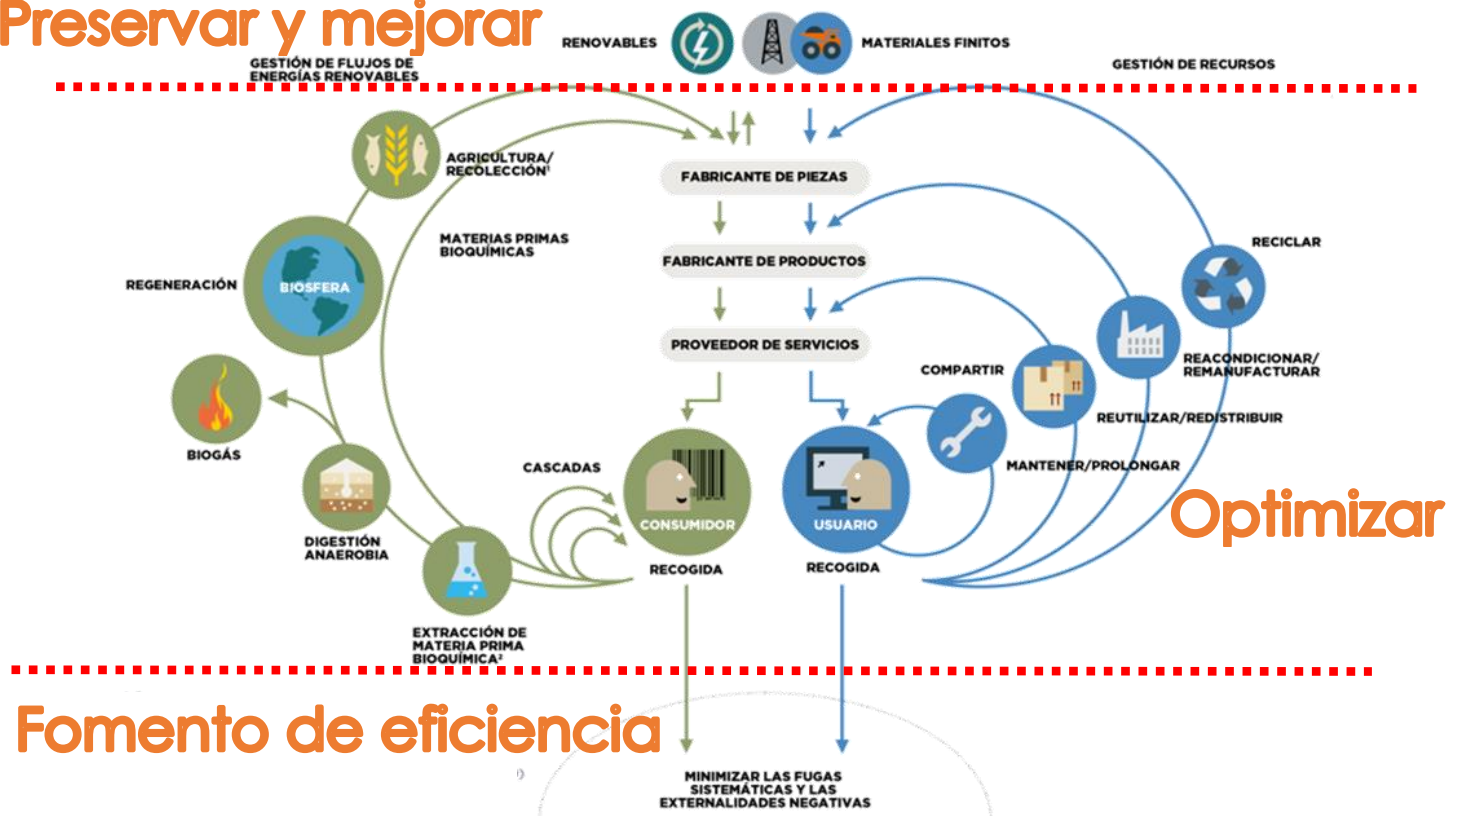 Preservar y mejorar
RENOVABLES
MATERIALES FINITOS
GESTIÓN DE FLUJOS DE
ENERGÍAS RENOVABLES
GESTIÓN DE RECURSOS
AGRICULTURA/
RECOLECCIÓN¹
FABRICANTE DE PIEZAS
MATERIAS PRIMAS
BIOQUÍMICAS
RECICLAR
FABRICANTE DE PRODUCTOS
REGENERACIÓN
BIOSFERA
PROVEEDOR DE SERVICIOS
REACONDICIONAR/
REMANUFACTURAR
COMPARTIR
REUTILIZAR/REDISTRIBUIR
BIOGÁS
CASCADAS
MANTENER/PROLONGAR
Optimizar
CONSUMIDOR
USUARIO
DIGESTIÓN
ANAEROBIA
RECOGIDA
RECOGIDA
EXTRACCIÓN DE
MATERIA PRIMA
BIOQUÍMICA²
Fomento de eficiencia
MINIMIZAR LAS FUGAS
SISTEMÁTICAS Y LAS
EXTERNALIDADES NEGATIVAS